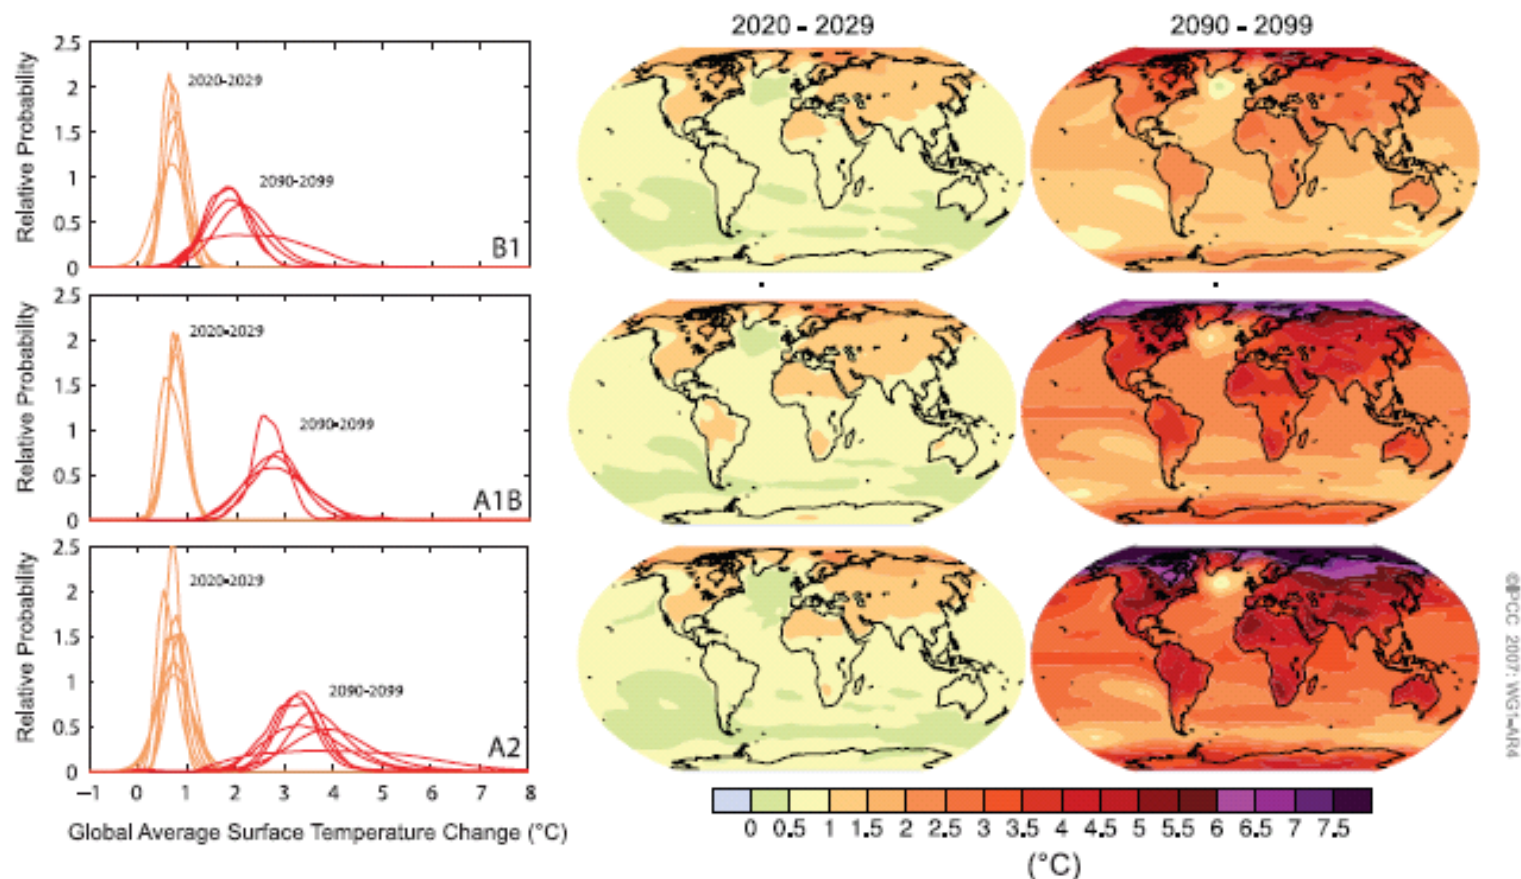 2020 - 2029
2090 - 2099
Relative Probability
2.5
2
1.5
1
0.5
0
2020-2029
2090-2099
B1
Relative Probability
2.5
2
1.5
1
0.5
0
2020-2029
2090-2099
A1B
Relative Probability
2.5
2
1.5
1
0.5
0
2020-2029
2090-2099
A2
−1 0 1 2 3 4 5 6 7 8
Global Average Surface Temperature Change (°C)
0 0.5 1 1.5 2 2.5 3 3.5 4 4.5 5 5.5 6 6.5 7 7.5
(°C)
©IPCC 2007: WG1-AR4